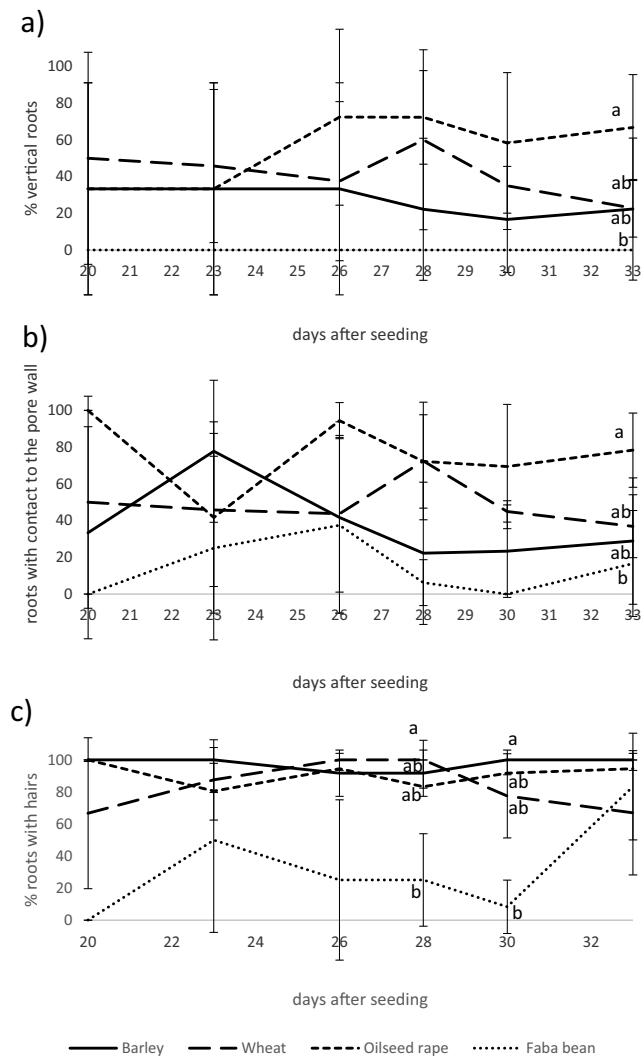 a)
% vertical roots
100
80
60
40
20
0
a
ab
ab
b
20 21 22 23 24 25 26 27 28 29 30 31 32 33
days after seeding
b)
roots with contact to the pore wall
100
80
60
40
20
0
a
ab
ab
b
20 21 22 23 24 25 26 27 28 29 30 31 32 33
days after seeding
c)
% roots with hairs
100
80
60
40
20
0
a a
ab ab
ab ab
b b
20 22 24 26 28 30 32
days after seeding
Barley Wheat Oilseed rape Faba bean